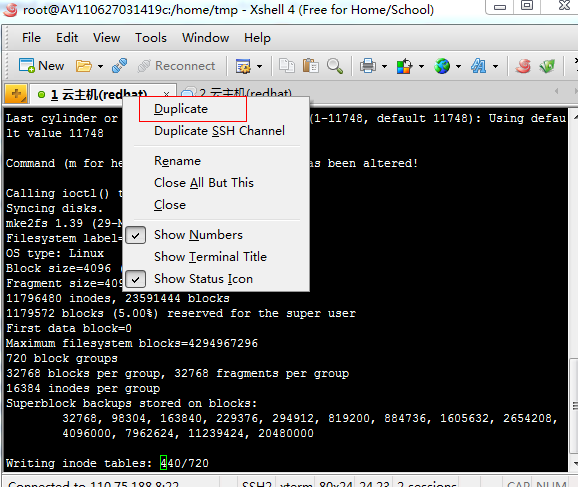 root@AY110627031419c:/home/tmp - Xshell 4 (Free for Home/School)
File Edit View Tools Window Help
New
1 云主机(redhat) × 2 云主机(redhat)
Duplicate
Duplicate SSH Channel
Rename
Close All But This
Close
Show Numbers
Show Terminal Title
Show Status Icon
Last cylinder or (1-11748, default 11748): Using defau
lt value 11748
Command (m for he as been altered!
Calling ioctl() t
Syncing disks.
mke2fs 1.39 (29-M
Filesystem label=
OS type: Linux
Block size=4096 (
Fragment size=409
11796480 inodes, 23591444 blocks
1179572 blocks (5.00%) reserved for the super user
First data block=0
Maximum filesystem blocks=4294967296
720 block groups
32768 blocks per group, 32768 fragments per group
16384 inodes per group
Superblock backups stored on blocks:
32768, 98304, 163840, 229376, 294912, 819200, 884736, 1605632, 2654208,
4096000, 7962624, 11239424, 20480000
Writing inode tables: 440/720
Connected to 110.75.188.8:22. SSH2 xterm 80x24 24,23 2 sessions CAP NUM